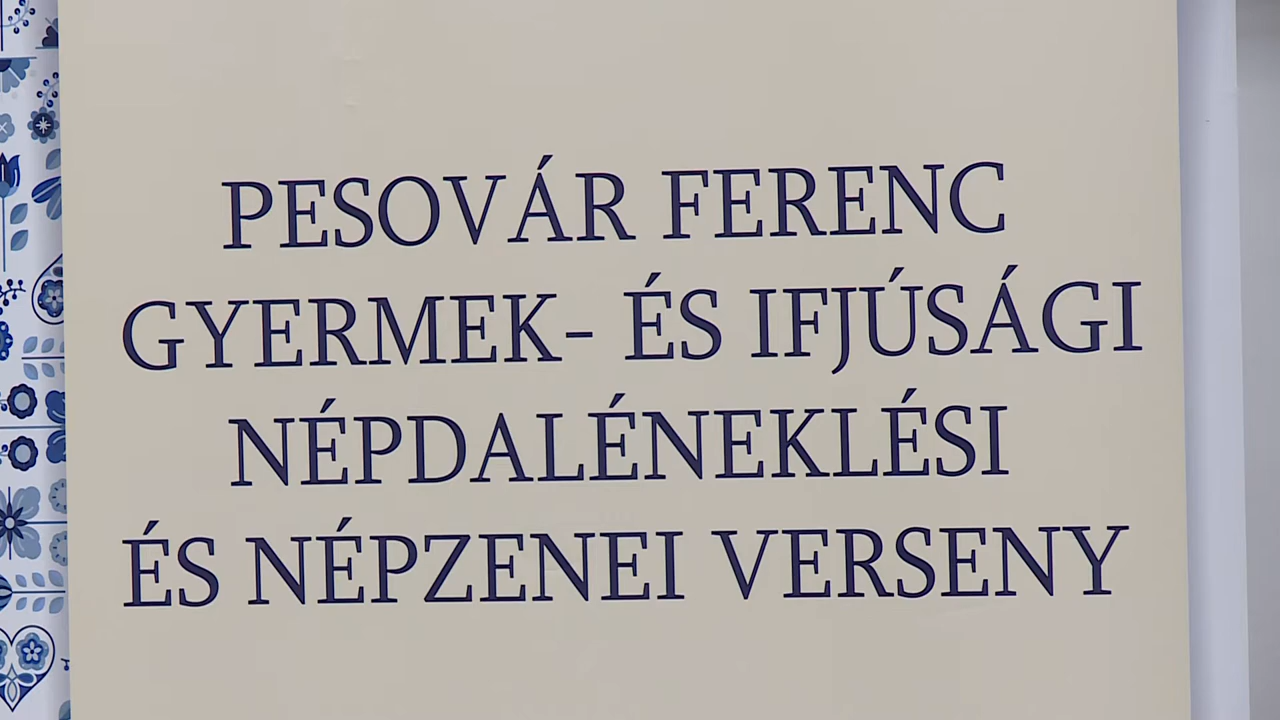 PESOVÁR FERENC
GYERMEK- ÉS IFJÚSÁGI
NÉPDALÉNEKLÉSI
ÉS NÉPZENEI VERSENY